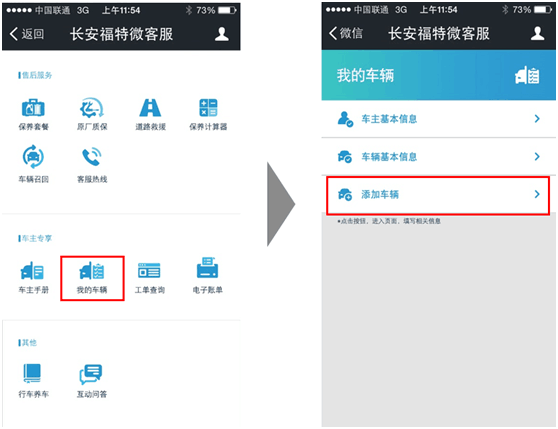 中国联通 3G 上午11:54 73%
返回 长安福特微客服
售后服务
保养套餐 原厂质保 道路救援 保养计算器
车辆召回 客服热线
车主专享
车主手册 我的车辆 工单查询 电子账单
其他
行车养车 互动问答
中国联通 3G 上午11:54 73%
微信 长安福特微客服
我的车辆
车主基本信息
车辆基本信息
添加车辆
*点击按钮，进入页面，填写相关信息